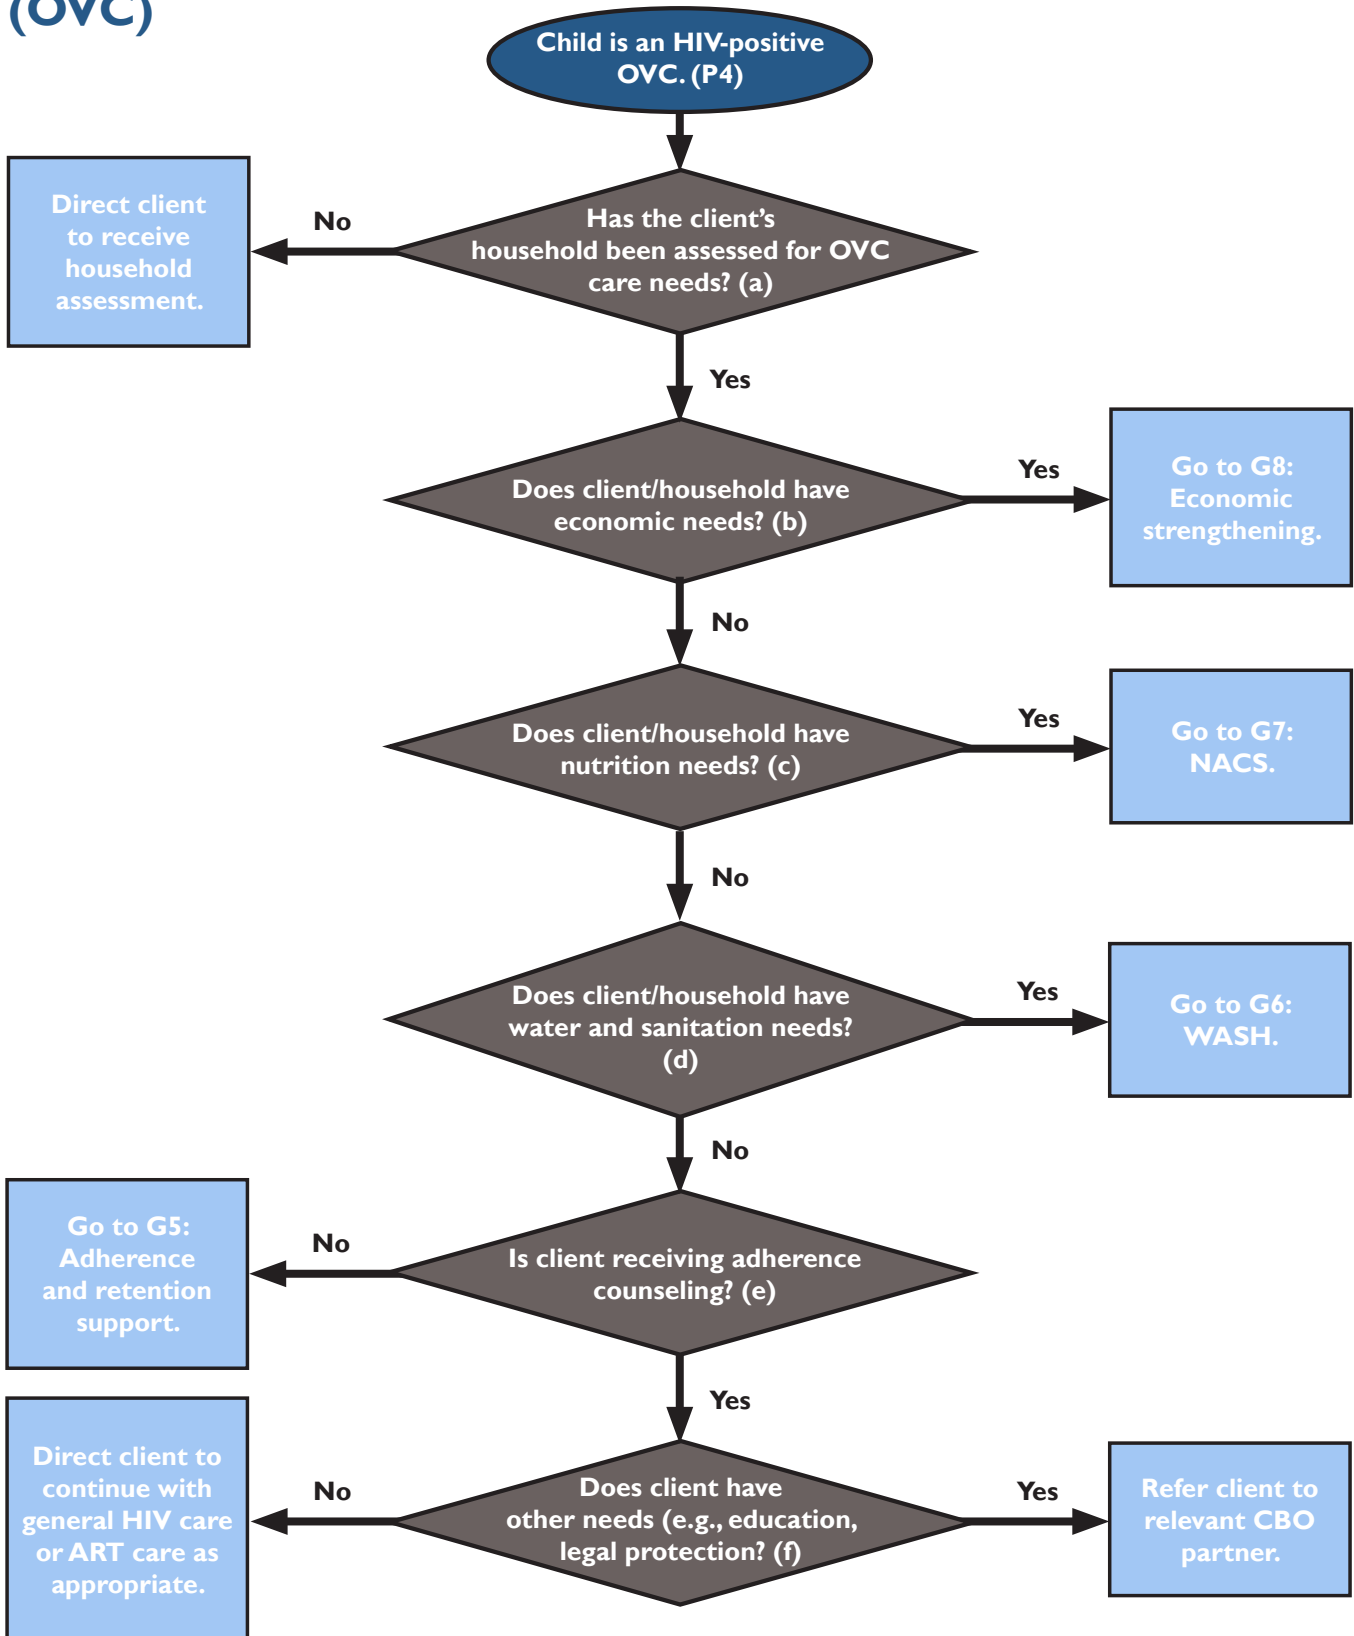 (OVC)
Child is an HIV-positive
OVC. (P4)
Has the client's
household been assessed for OVC
care needs? (a)
No
Direct client
to receive
household
assessment.
Yes
Does client/household have
economic needs? (b)
Yes
Go to G8:
Economic
strengthening.
No
Does client/household have
nutrition needs? (c)
Yes
Go to G7:
NACS.
No
Does client/household have
water and sanitation needs?
(d)
Yes
Go to G6:
WASH.
No
Is client receiving adherence
counseling? (e)
No
Go to G5:
Adherence
and retention
support.
Yes
Does client have
other needs (e.g., education,
legal protection? (f)
No
Direct client to
continue with
general HIV care
or ART care as
appropriate.
Yes
Refer client to
relevant CBO
partner.